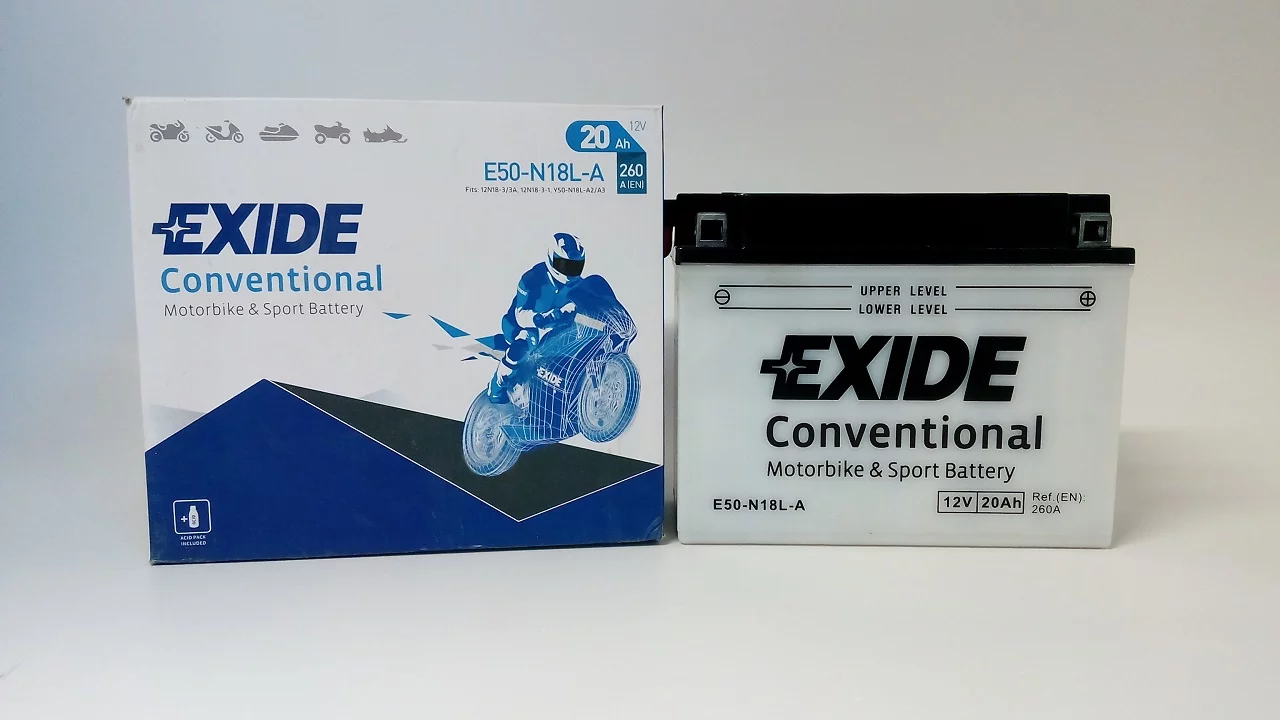 20 Ah
12V
E50-N18L-A
260
A (EN)
Fits: 12N18-3/3A, 12N18-3-1, Y50-N18L-A2/A3
EXIDE
Conventional
Motorbike & Sport Battery
EXIDE
ACID PACK
INCLUDED
UPPER LEVEL
LOWER LEVEL
EXIDE
Conventional
Motorbike & Sport Battery
E50-N18L-A
12V 20Ah
Ref.(EN):
260A